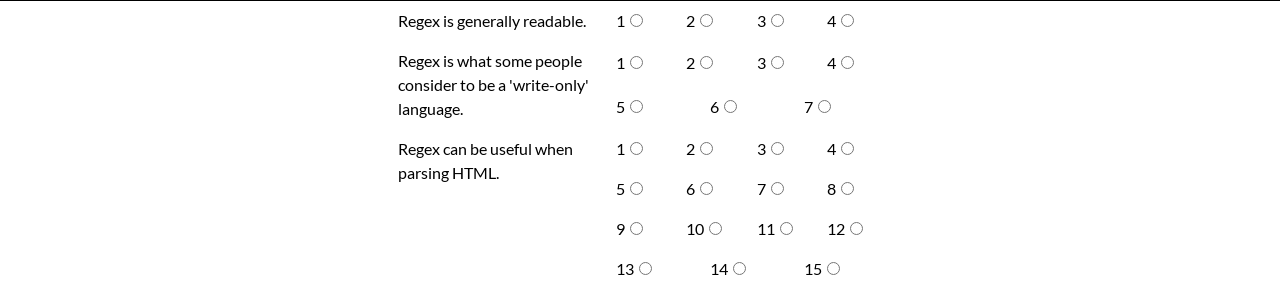 Regex is generally readable. 1 2 3 4
Regex is what some people 1 2 3 4
consider to be a 'write-only'
language. 5 6 7
Regex can be useful when 1 2 3 4
parsing HTML.
5 6 7 8
9 10 11 12
13 14 15